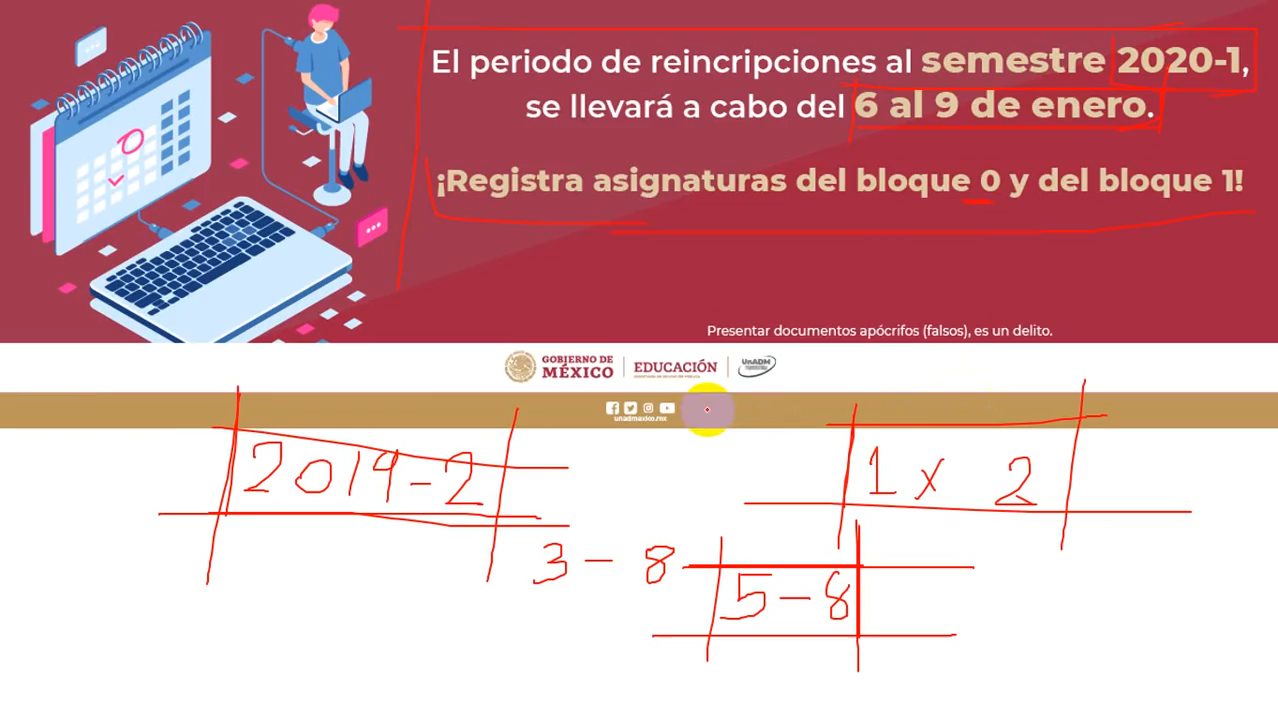 El periodo de reincripciones al semestre 2020-1,
se llevará a cabo del 6 al 9 de enero.
¡Registra asignaturas del bloque 0 y del bloque 1!
Presentar documentos apócrifos (falsos), es un delito.
GOBIERNO DE MÉXICO
EDUCACIÓN
UnADM
unadmexico.mx
2019-2
1 x 2
3 - 8
5-8